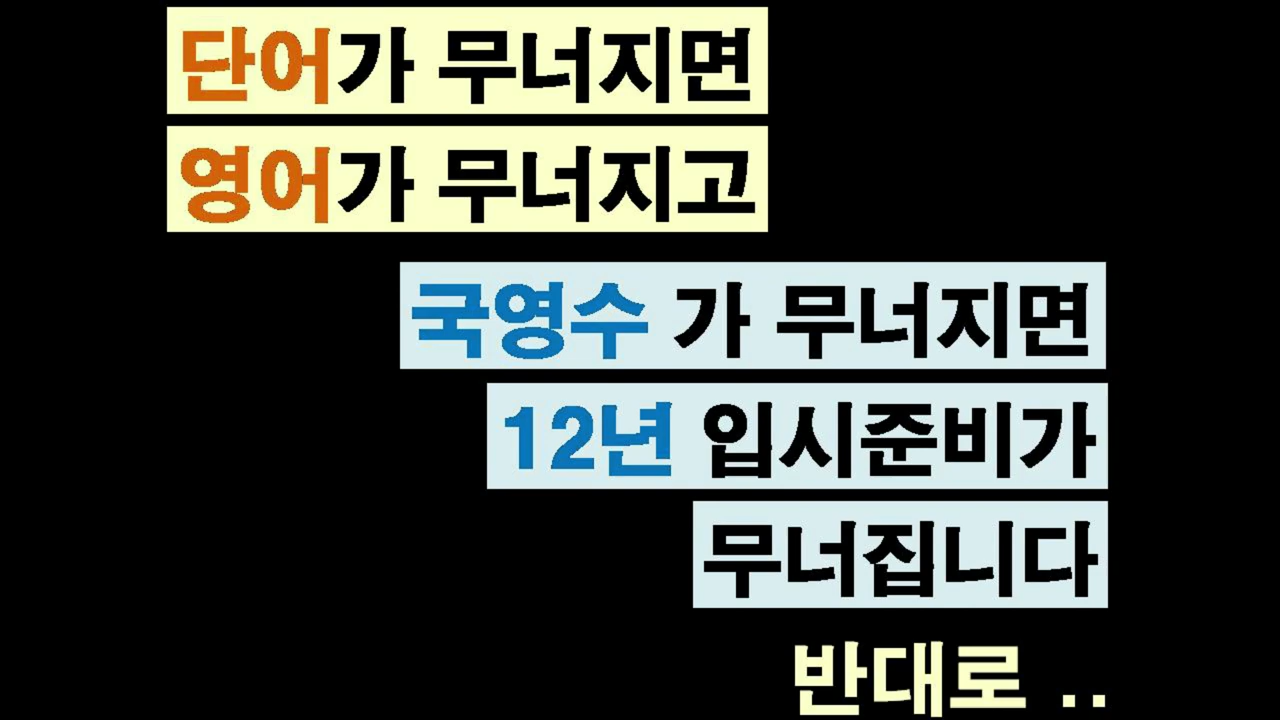 단어가 무너지면
영어가 무너지고
국영수 가 무너지면
12년 입시준비가
무너집니다
반대로 ..